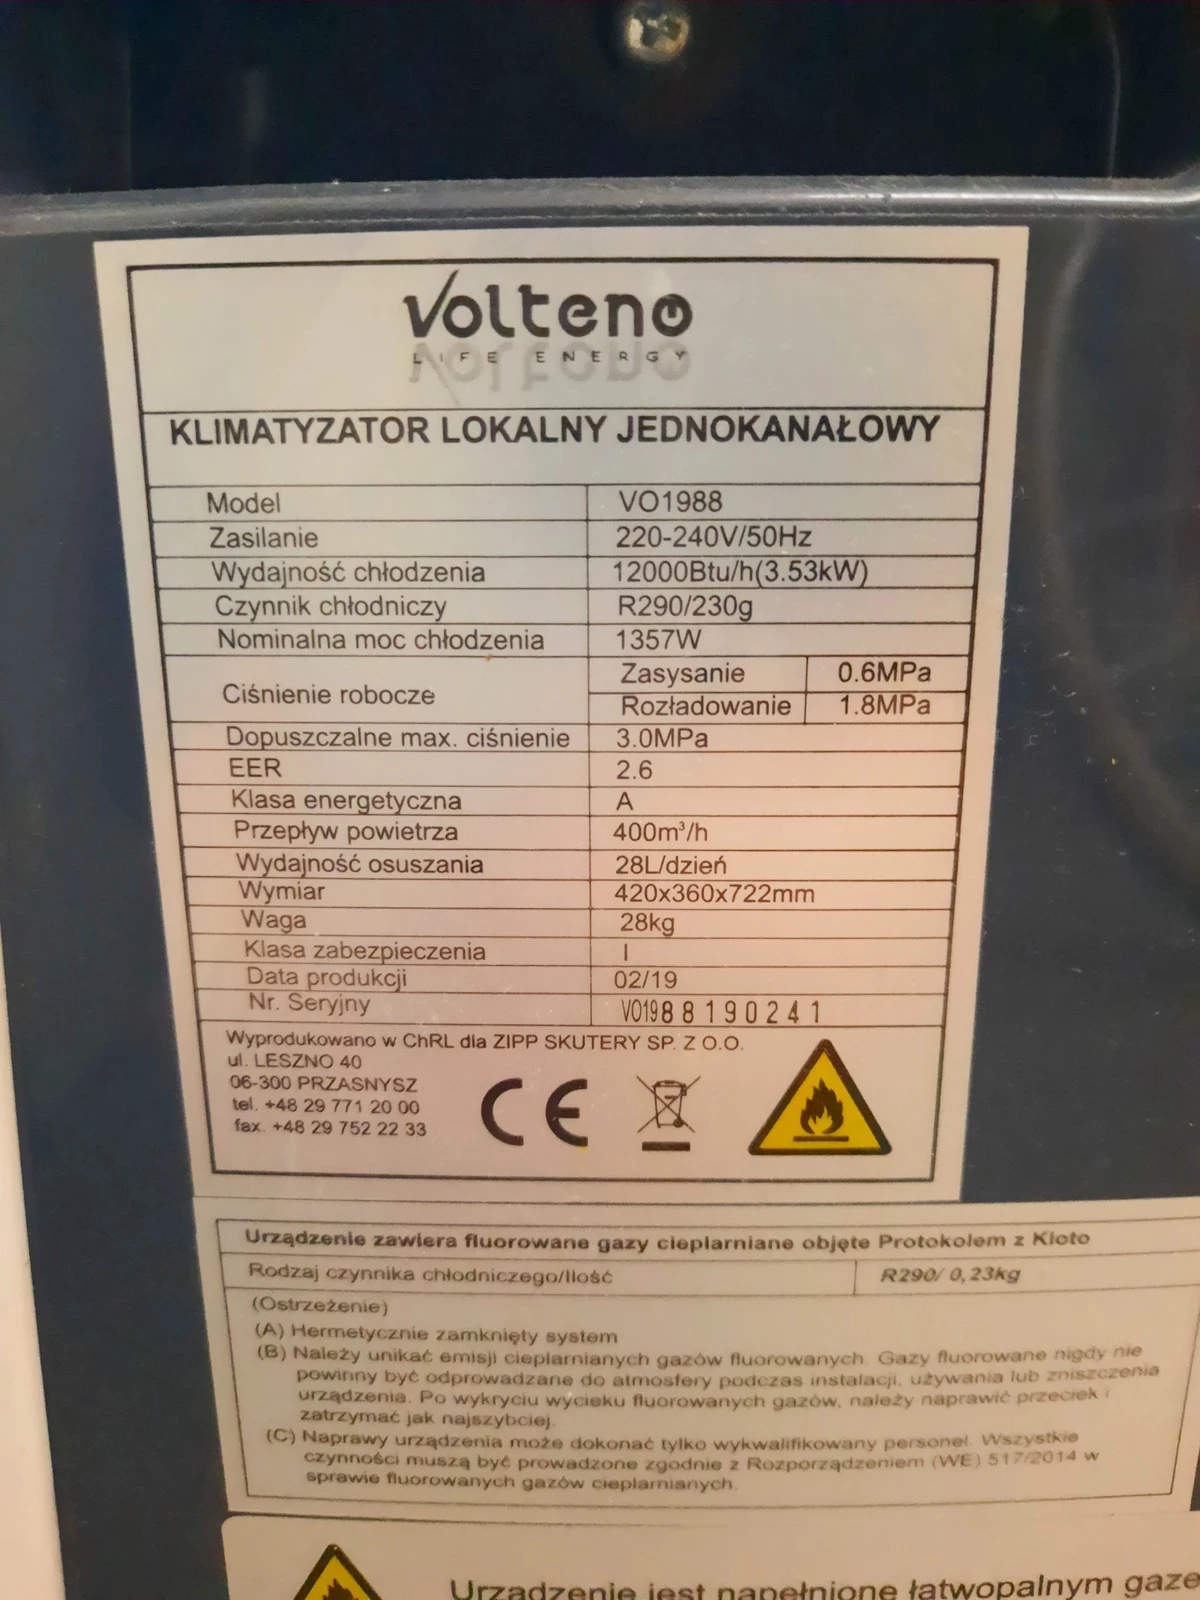 Volteno
LIFE ENERGY
KLIMATYZATOR LOKALNY JEDNOKANAŁOWY
Model VO1988
Zasilanie 220-240V/50Hz
Wydajność chłodzenia 12000Btu/h(3.53kW)
Czynnik chłodniczy R290/230g
Nominalna moc chłodzenia 1357W
Ciśnienie robocze Zasysanie 0.6MPa
Rozładowanie 1.8MPa
Dopuszczalne max. ciśnienie 3.0MPa
EER 2.6
Klasa energetyczna A
Przepływ powietrza 400m³/h
Wydajność osuszania 28L/dzień
Wymiar 420x360x722mm
Waga 28kg
Klasa zabezpieczenia I
Data produkcji 02/19
Nr. Seryjny VO1988190241
Wyprodukowano w ChRL dla ZIPP SKUTERY SP. Z O.O.
ul. LESZNO 40
06-300 PRZASNYSZ
tel. +48 29 771 20 00
fax. +48 29 752 22 33
CE
Urządzenie zawiera fluorowane gazy cieplarniane objęte Protokołem z Kioto
Rodzaj czynnika chłodniczego/Ilość R290/ 0,23kg
(Ostrzeżenie)
(A) Hermetycznie zamknięty system
(B) Należy unikać emisji cieplarnianych gazów fluorowanych. Gazy fluorowane nigdy nie
powinny być odprowadzane do atmosfery podczas instalacji, używania lub zniszczenia
urządzenia. Po wykryciu wycieku fluorowanych gazów, należy naprawić przeciek i
zatrzymać jak najszybciej.
(C) Naprawy urządzenia może dokonać tylko wykwalifikowany personel. Wszystkie
czynności muszą być prowadzone zgodnie z Rozporządzeniem (WE) 517/2014 w
sprawie fluorowanych gazów cieplarnianych.
Urządzenie jest napełnione łatwopalnym gaze